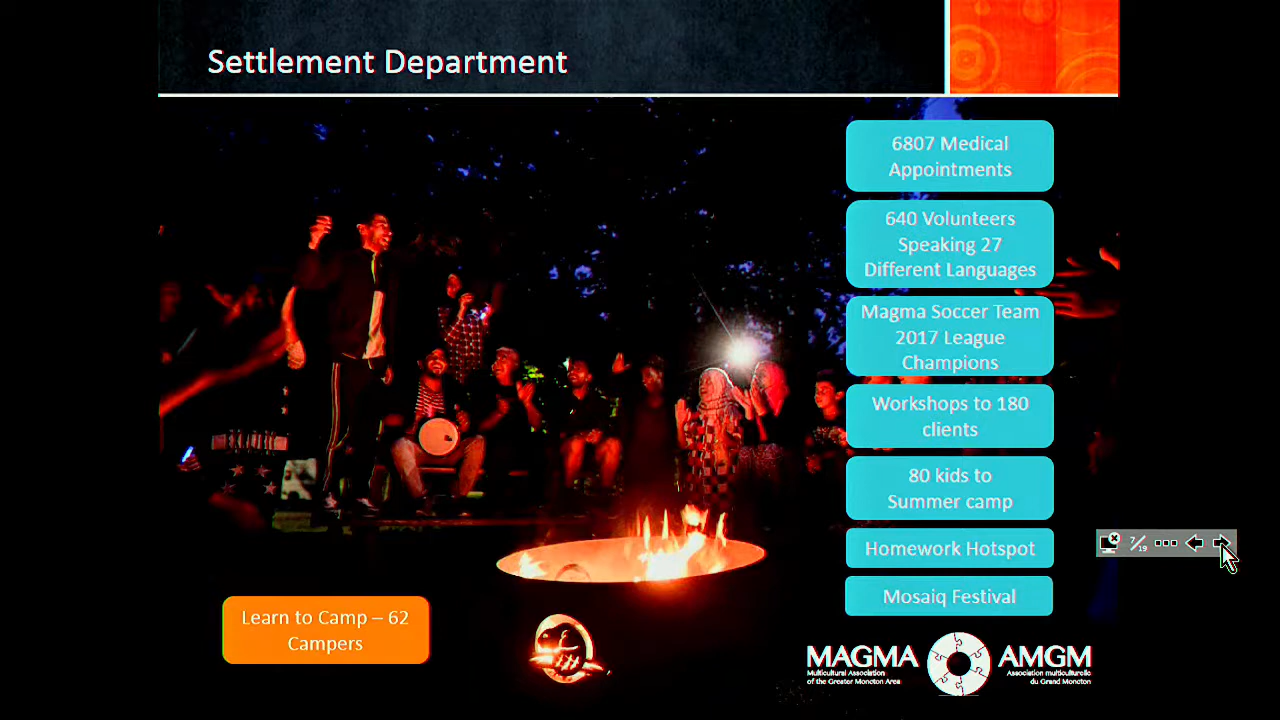 Settlement Department
6807 Medical
Appointments
640 Volunteers
Speaking 27
Different Languages
Magma Soccer Team
2017 League
Champions
Workshops to 180
clients
80 kids to
Summer camp
Homework Hotspot
7/19
Mosaiq Festival
Learn to Camp – 62
Campers
MAGMA
Multicultural Association
of the Greater Moncton Area
AMGM
Association multiculturelle
du Grand Moncton